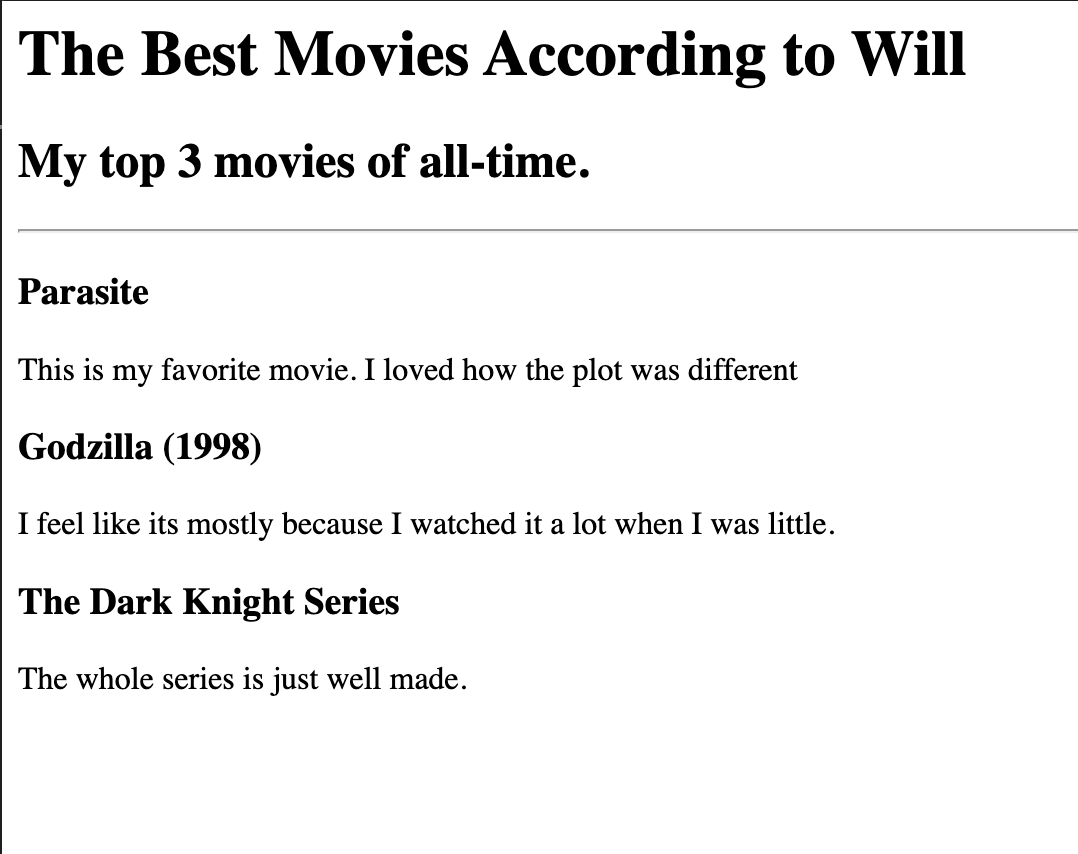 The Best Movies According to Will
My top 3 movies of all-time.
Parasite
This is my favorite movie. I loved how the plot was different
Godzilla (1998)
I feel like its mostly because I watched it a lot when I was little.
The Dark Knight Series
The whole series is just well made.